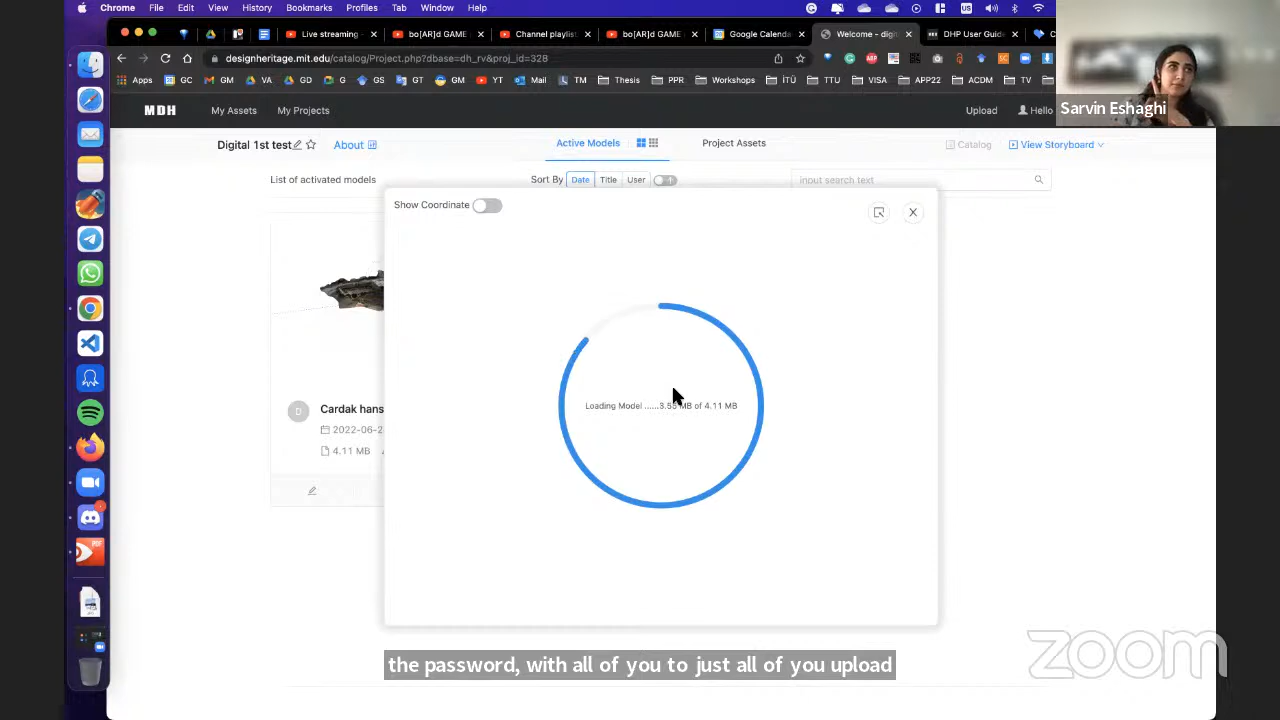 Chrome File Edit View History Bookmarks Profiles Tab Window Help
US
Live streaming - bo[AR]d GAME Channel playlis bo[AR]d GAME Google Calenda Welcome - digit DHP User Guide
designheritage.mit.edu/catalog/Project.php?dbase=dh_rv&proj_id=328
Apps GC GM VA GD G GT YT Mail TM Thesis PPR Workshops İTÜ TTU VISA APP22 ACDM TV
Sarvin Eshaghi
MDH My Assets My Projects Upload Hello
Digital 1st test About Active Models Project Assets Catalog View Storyboard
List of activated models Sort By Date Title User input search text
Show Coordinate
Loading Model ......3.55 MB of 4.11 MB
D Cardak hans
2022-06-2
4.11 MB
the password, with all of you to just all of you upload
zoom